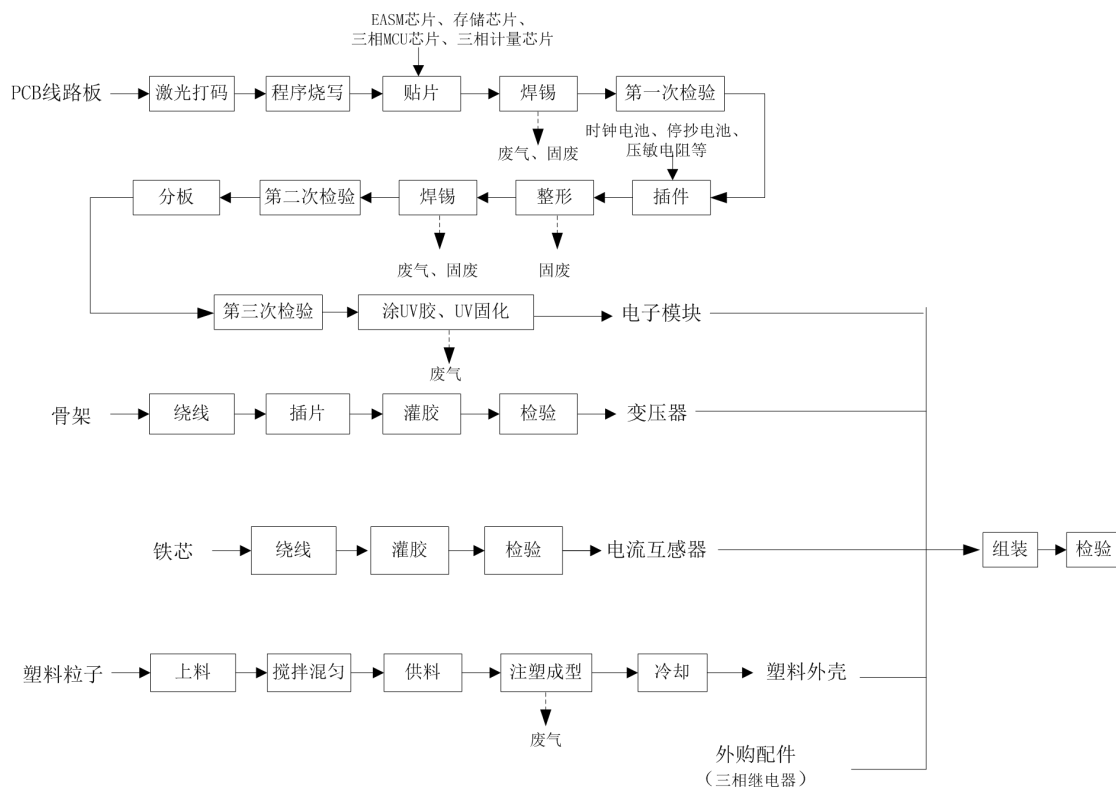 EASM芯片、存储芯片、
三相MCU芯片、三相计量芯片
PCB线路板
激光打码
程序烧写
贴片
焊锡
第一次检验
废气、固废
时钟电池、停抄电池、
压敏电阻等
分板
第二次检验
焊锡
整形
插件
废气、固废
固废
第三次检验
涂UV胶、UV固化
电子模块
废气
骨架
绕线
插片
灌胶
检验
变压器
铁芯
绕线
灌胶
检验
电流互感器
组装
检验
塑料粒子
上料
搅拌混匀
供料
注塑成型
冷却
塑料外壳
废气
外购配件
（三相继电器）